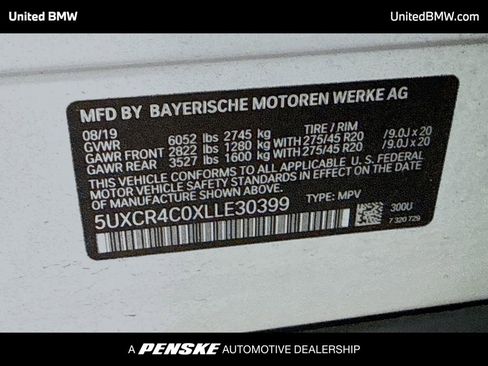 United BMW
UnitedBMW.com
MFD BY BAYERISCHE MOTOREN WERKE AG
08/19 TIRE / RIM
GVWR 6052 lbs 2745 kg
GAWR FRONT 2822 lbs 1280 kg WITH 275/45 R20 /9.0J x 20
GAWR REAR 3527 lbs 1600 kg WITH 275/45 R20 /9.0J x 20
THIS VEHICLE CONFORMS TO ALL APPLICABLE U. S. FEDERAL
MOTOR VEHICLE SAFETY STANDARDS IN EFFECT ON THE DATE OF
MANUFACTURE SHOWN ABOVE.
5UXCR4C0XLLE30399 TYPE: MPV
300U
7 320 729
A PENSKE AUTOMOTIVE DEALERSHIP